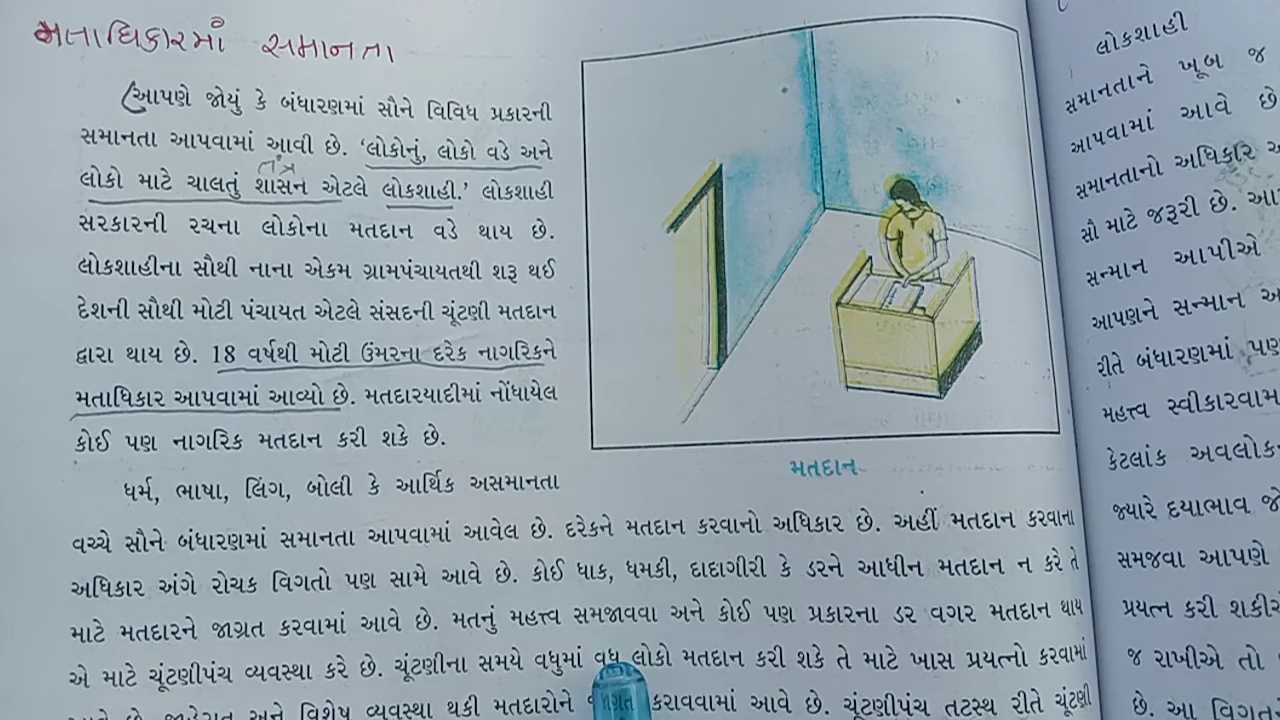 મતાધિકારમાં સમાનતા
આપણે જોયું કે બંધારણમાં સૌને વિવિધ પ્રકારની
સમાનતા આપવામાં આવી છે. ‘લોકોનું, લોકો વડે અને
તંત્ર
લોકો માટે ચાલતું શાસન એટલે લોકશાહી.’ લોકશાહી
સરકારની રચના લોકોના મતદાન વડે થાય છે.
લોકશાહીના સૌથી નાના એકમ ગ્રામપંચાયતથી શરૂ થઈ
દેશની સૌથી મોટી પંચાયત એટલે સંસદની ચૂંટણી મતદાન
દ્વારા થાય છે. 18 વર્ષથી મોટી ઉંમરના દરેક નાગરિકને
મતાધિકાર આપવામાં આવ્યો છે. મતદારયાદીમાં નોંધાયેલ
કોઈ પણ નાગરિક મતદાન કરી શકે છે.
મતદાન
ધર્મ, ભાષા, લિંગ, બોલી કે આર્થિક અસમાનતા
વચ્ચે સૌને બંધારણમાં સમાનતા આપવામાં આવેલ છે. દરેકને મતદાન કરવાનો અધિકાર છે. અહીં મતદાન કરવાના
અધિકાર અંગે રોચક વિગતો પણ સામે આવે છે. કોઈ ધાક, ધમકી, દાદાગીરી કે ડરને આધીન મતદાન ન કરે તે
માટે મતદારને જાગ્રત કરવામાં આવે છે. મતનું મહત્ત્વ સમજાવવા અને કોઈ પણ પ્રકારના ડર વગર મતદાન થાય
એ માટે ચૂંટણીપંચ વ્યવસ્થા કરે છે. ચૂંટણીના સમયે વધુમાં વધુ લોકો મતદાન કરી શકે તે માટે ખાસ પ્રયત્નો કરવામાં
અને વિશેષ વ્યવસ્થા થકી મતદારોને કરાવવામાં આવે છે. ચૂંટણીપંચ તટસ્થ રીતે ચૂંટણી
લોકશાહી
સમાનતાને ખૂબ જ
આપવામાં આવે છે
સમાનતાનો અધિકાર
સૌ માટે જરૂરી છે. આ
સન્માન આપીએ
આપણને સન્માન
રીતે બંધારણમાં પણ
મહત્ત્વ સ્વીકારવામ
કેટલાંક અવલોક
જ્યારે દયાભાવ જ
સમજવા આપણે
પ્રયત્ન કરી શકીએ
જ રાખીએ તો
છે. આ વિગત